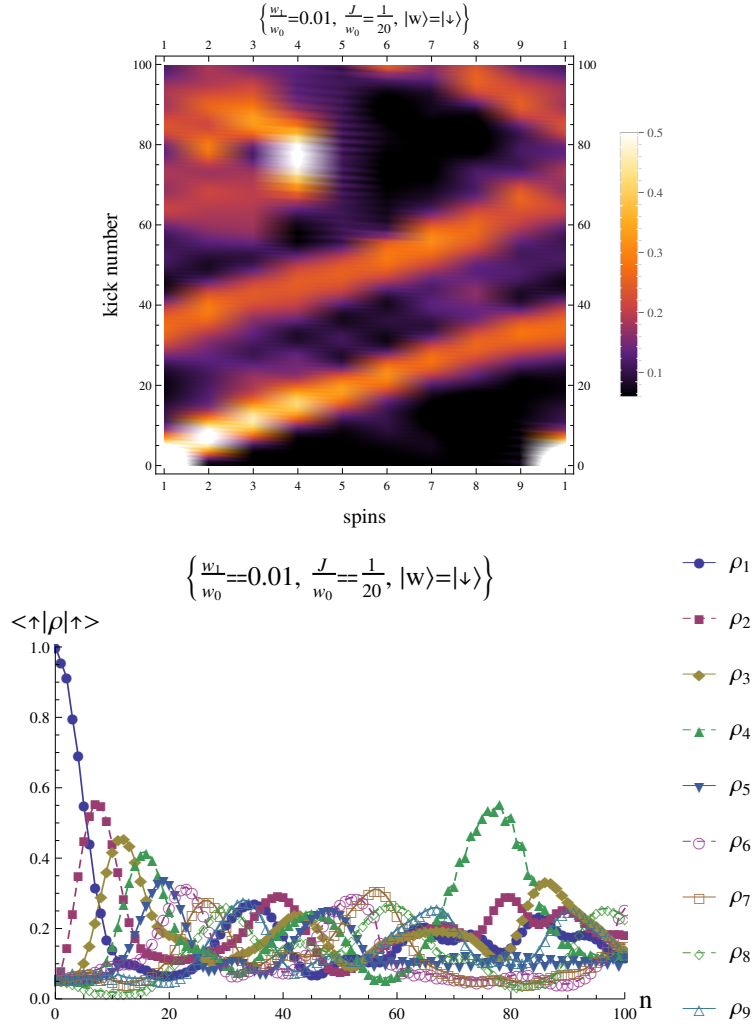 {w₁/w₀=0.01, J/w₀=1/20, |w⟩=|↓⟩}
1 2 3 4 5 6 7 8 9 1
100 100
80 80
60 60
40 40
20 20
0 0
kick number
0.5
0.4
0.3
0.2
0.1
1 2 3 4 5 6 7 8 9 1
spins
{w₁/w₀==0.01, J/w₀==1/20, |w⟩=|↓⟩}
<↑|ρ|↑>
1.0
0.8
0.6
0.4
0.2
0.0
0 20 40 60 80 100 n
ρ₁
ρ₂
ρ₃
ρ₄
ρ₅
ρ₆
ρ₇
ρ₈
ρ₉